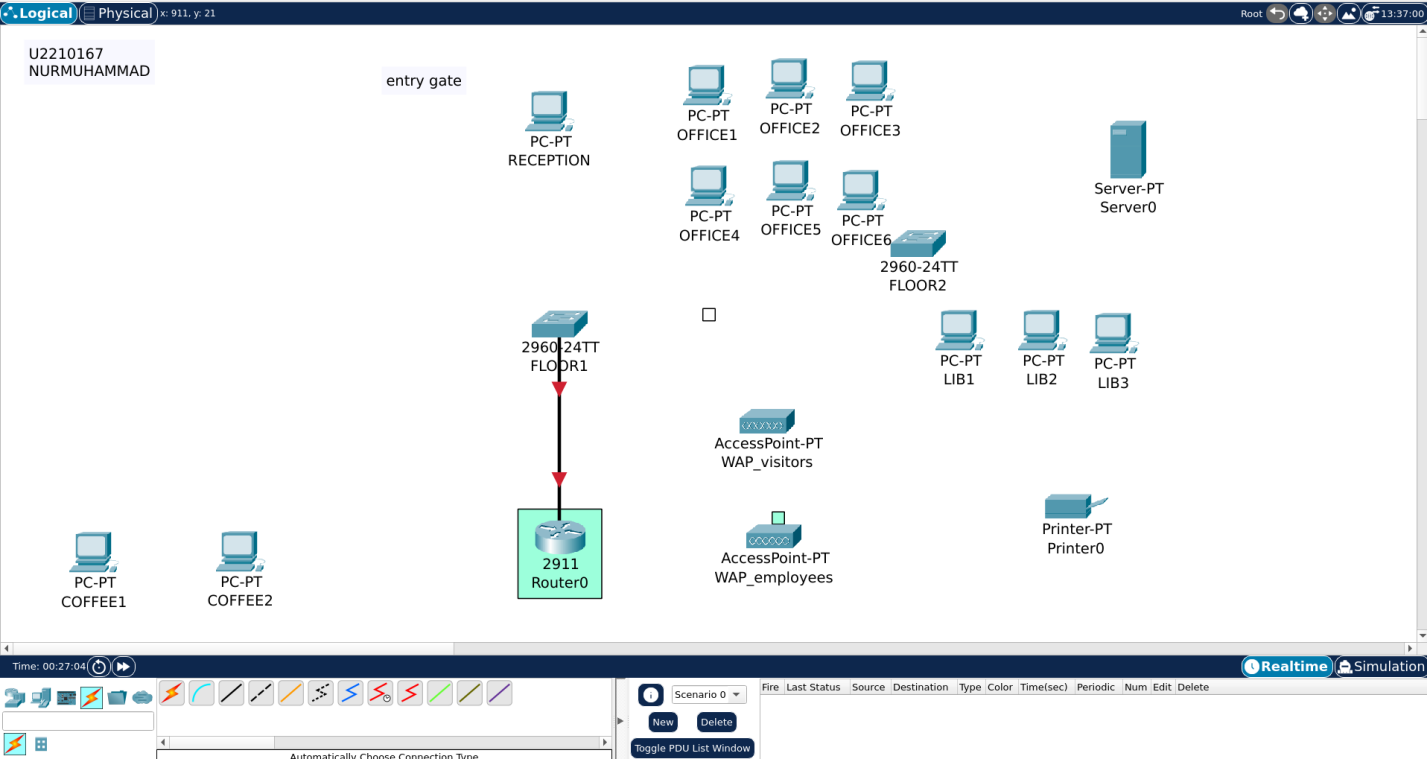 Logical Physical x: 911, y: 21 Root 13:37:00
U2210167
NURMUHAMMAD
entry gate
PC-PT
RECEPTION
PC-PT
OFFICE1
PC-PT
OFFICE2
PC-PT
OFFICE3
PC-PT
OFFICE4
PC-PT
OFFICE5
PC-PT
OFFICE6
Server-PT
Server0
2960-24TT
FLOOR2
2960-24TT
FLOOR1
PC-PT
LIB1
PC-PT
LIB2
PC-PT
LIB3
AccessPoint-PT
WAP_visitors
Printer-PT
Printer0
AccessPoint-PT
WAP_employees
2911
Router0
PC-PT
COFFEE1
PC-PT
COFFEE2
Time: 00:27:04 Realtime Simulation
Scenario 0 Fire Last Status Source Destination Type Color Time(sec) Periodic Num Edit Delete
New Delete
Toggle PDU List Window
Automatically Choose Connection Type